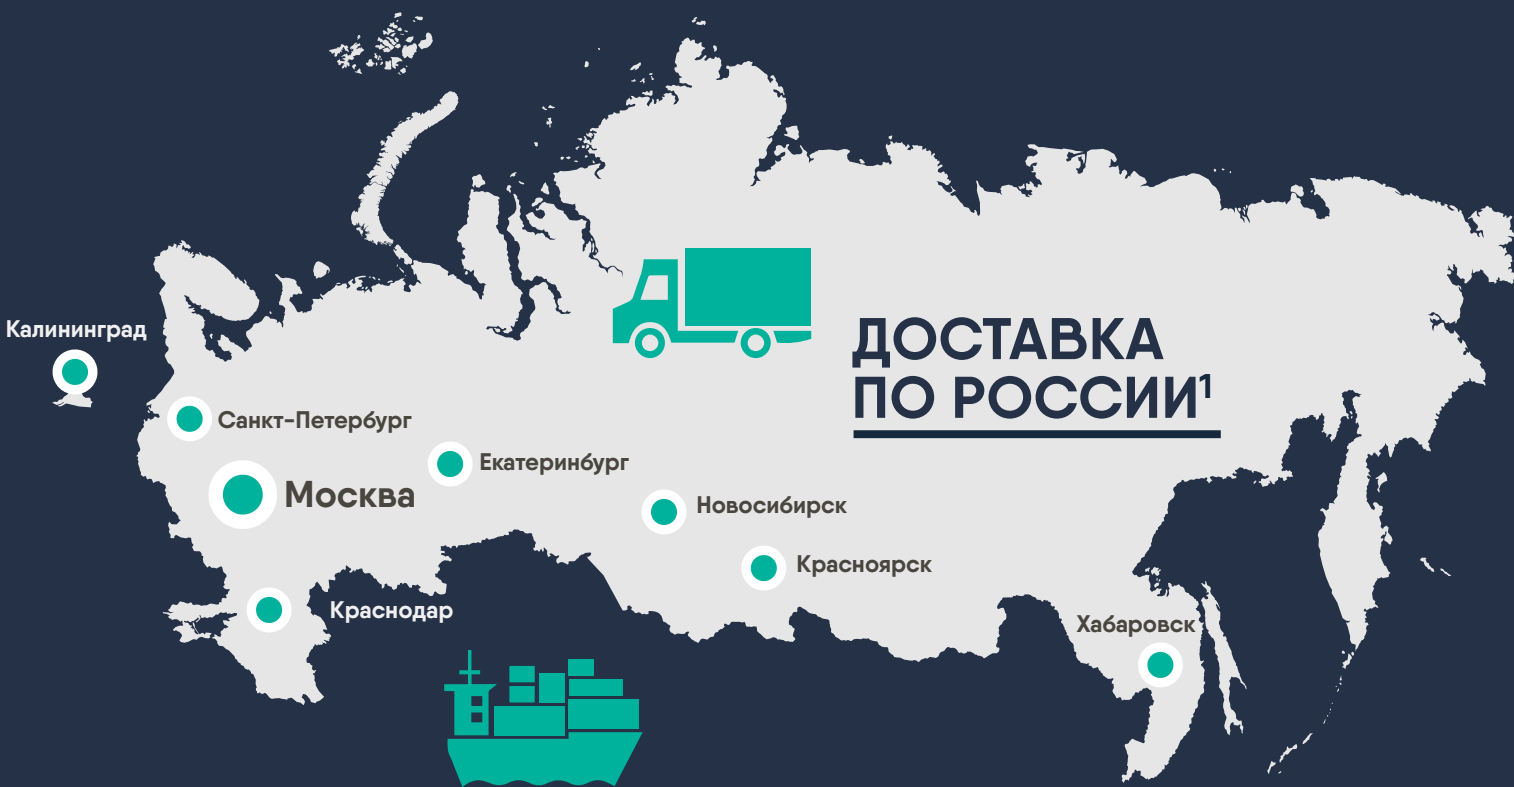 ДОСТАВКА
ПО РОССИИ¹
Калининград
Санкт-Петербург
Екатеринбург
Москва
Новосибирск
Красноярск
Краснодар
Хабаровск